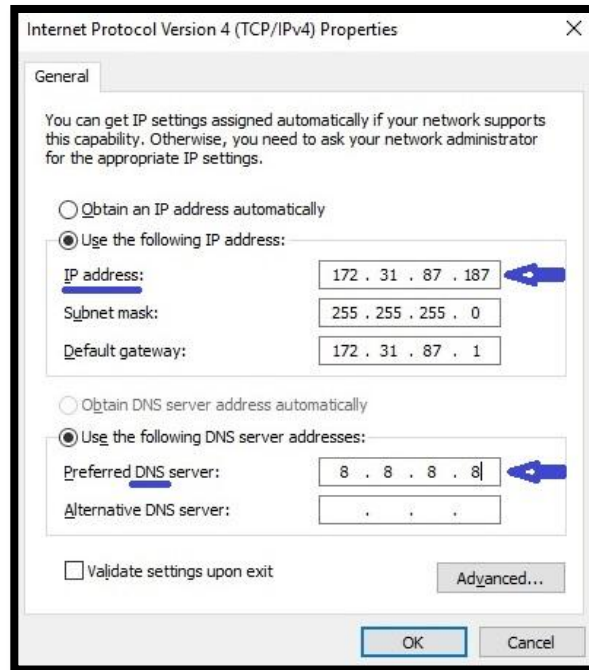 Internet Protocol Version 4 (TCP/IPv4) Properties
General
You can get IP settings assigned automatically if your network supports
this capability. Otherwise, you need to ask your network administrator
for the appropriate IP settings.
Obtain an IP address automatically
Use the following IP address:
IP address: 172 . 31 . 87 . 187
Subnet mask: 255 . 255 . 255 . 0
Default gateway: 172 . 31 . 87 . 1
Obtain DNS server address automatically
Use the following DNS server addresses:
Preferred DNS server: 8 . 8 . 8 . 8
Alternative DNS server: . . .
Validate settings upon exit
Advanced...
OK Cancel